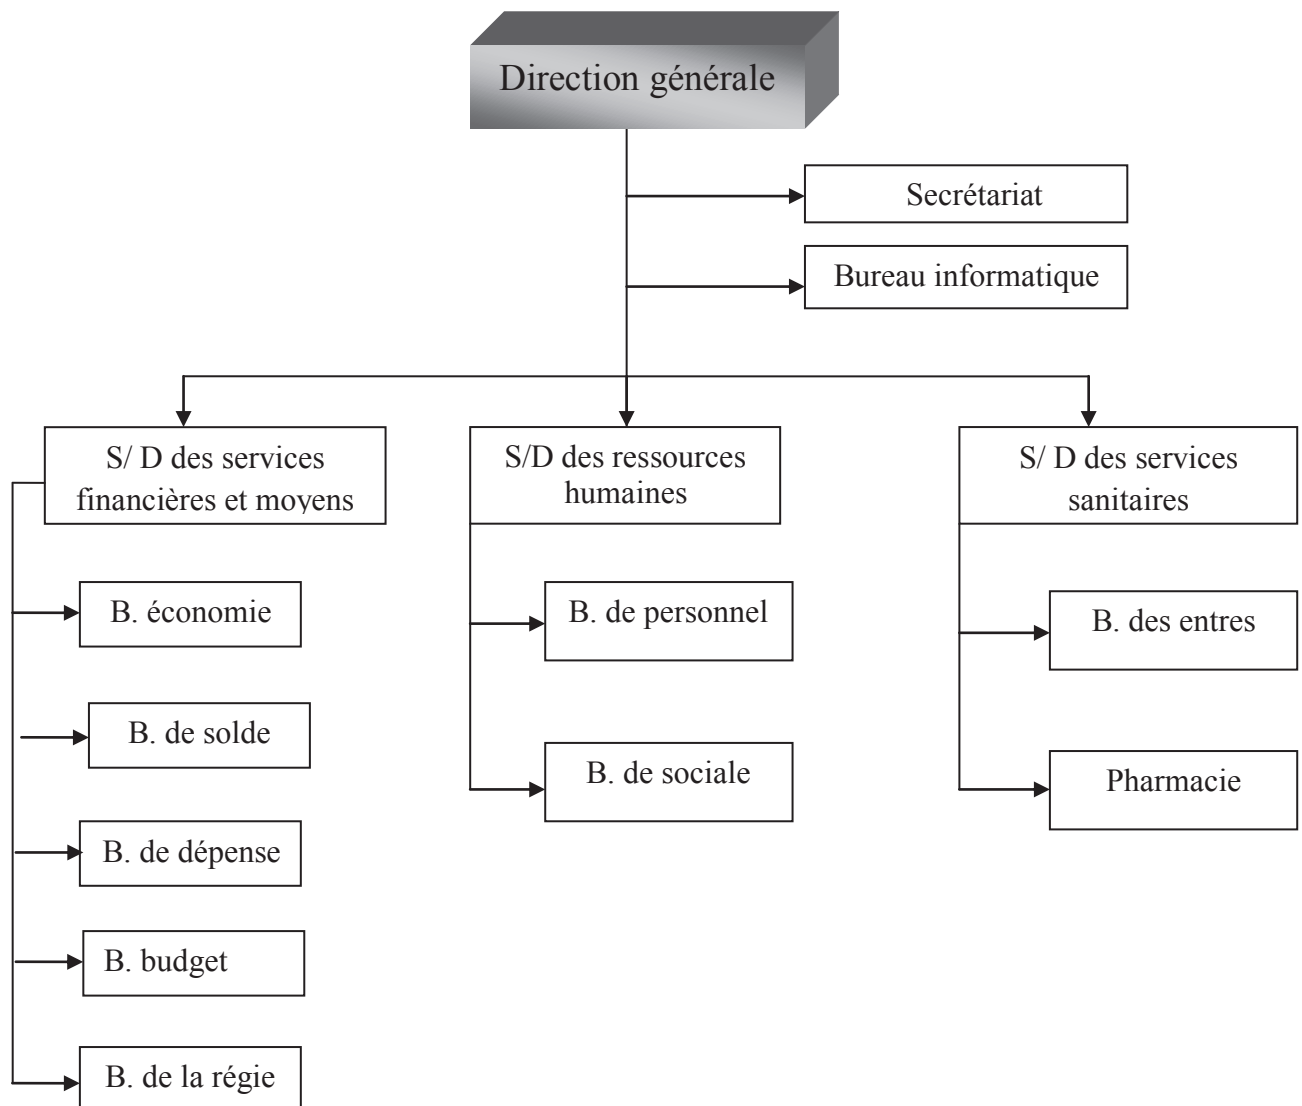 Direction générale
Secrétariat
Bureau informatique
S/ D des services
financières et moyens
S/D des ressources
humaines
S/ D des services
sanitaires
B. économie
B. de solde
B. de dépense
B. budget
B. de la régie
B. de personnel
B. de sociale
B. des entres
Pharmacie